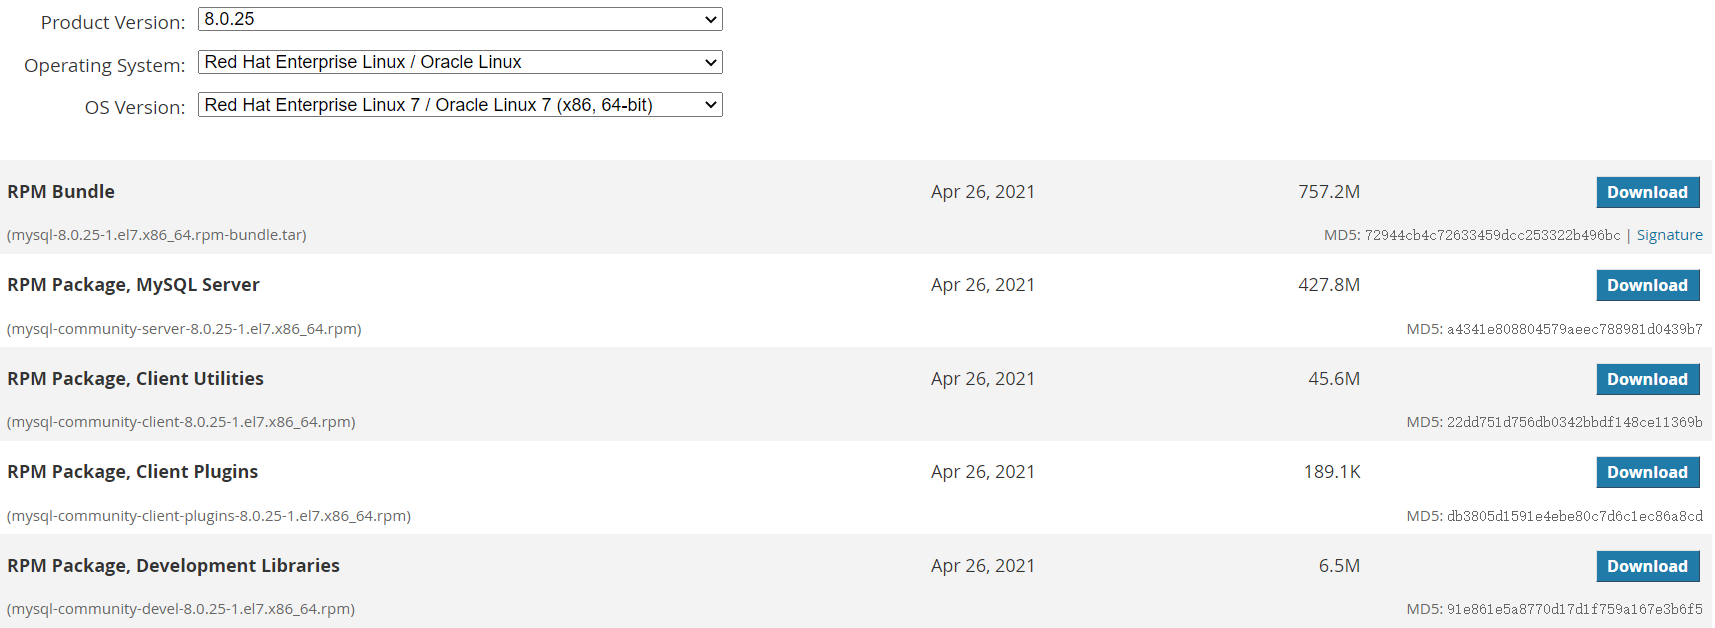 Product Version: 8.0.25
Operating System: Red Hat Enterprise Linux / Oracle Linux
OS Version: Red Hat Enterprise Linux 7 / Oracle Linux 7 (x86, 64-bit)
RPM Bundle Apr 26, 2021 757.2M Download
(mysql-8.0.25-1.el7.x86_64.rpm-bundle.tar) MD5: 72944cb4c72633459dcc253322b496bc | Signature
RPM Package, MySQL Server Apr 26, 2021 427.8M Download
(mysql-community-server-8.0.25-1.el7.x86_64.rpm) MD5: a4341e808804579aeec788981d0439b7
RPM Package, Client Utilities Apr 26, 2021 45.6M Download
(mysql-community-client-8.0.25-1.el7.x86_64.rpm) MD5: 22dd751d756db0342bbdf148ce11369b
RPM Package, Client Plugins Apr 26, 2021 189.1K Download
(mysql-community-client-plugins-8.0.25-1.el7.x86_64.rpm) MD5: db3805d1591e4ebe80c7d6c1ec86a8cd
RPM Package, Development Libraries Apr 26, 2021 6.5M Download
(mysql-community-devel-8.0.25-1.el7.x86_64.rpm) MD5: 91e861e5a8770d17d1f759a167e3b6f5